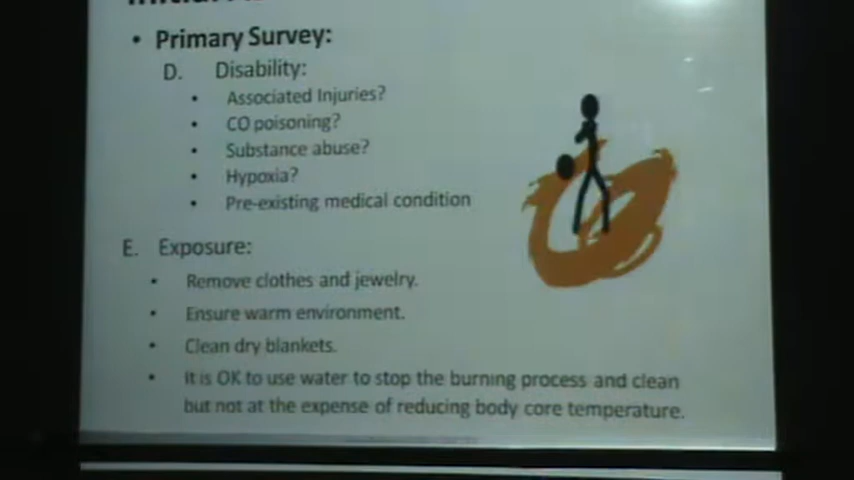 • Primary Survey:
D. Disability:
• Associated Injuries?
• CO poisoning?
• Substance abuse?
• Hypoxia?
• Pre-existing medical condition
E. Exposure:
• Remove clothes and jewelry.
• Ensure warm environment.
• Clean dry blankets.
• It is OK to use water to stop the burning process and clean
but not at the expense of reducing body core temperature.